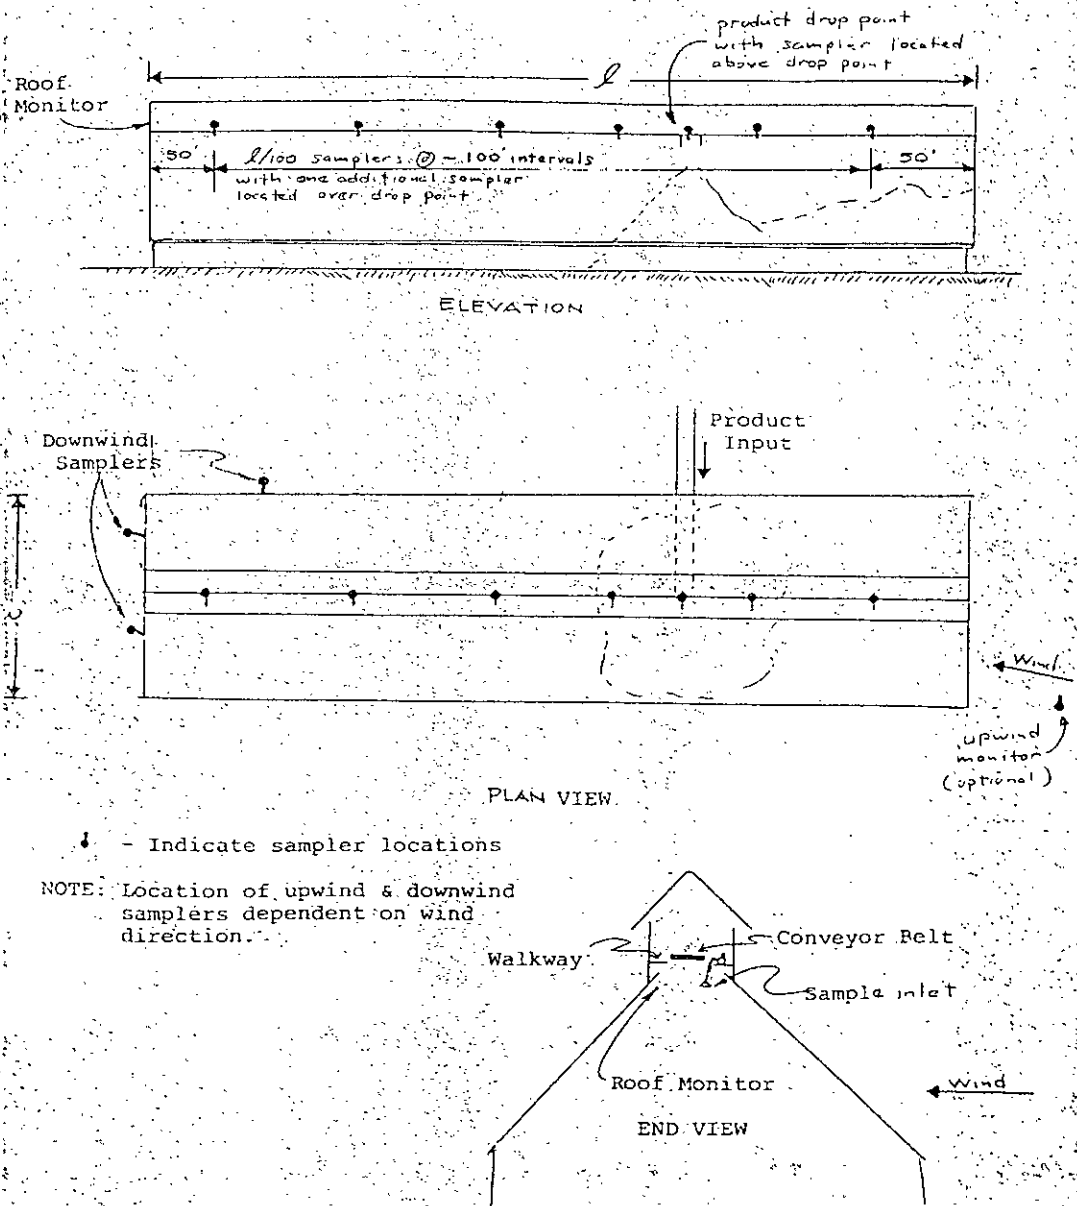 product drop point
with sampler located
above drop point
Roof
Monitor
ℓ
50'
ℓ/100 samplers @ ~ 100' intervals
with one additional sampler
located over drop point
50'
ELEVATION
Product
Input
Downwind
Samplers
C
Wind
upwind
monitor
(optional)
PLAN VIEW
- Indicate sampler locations
NOTE: Location of upwind & downwind
samplers dependent on wind
direction.
Walkway
Conveyor Belt
Sample inlet
Roof Monitor
Wind
END VIEW